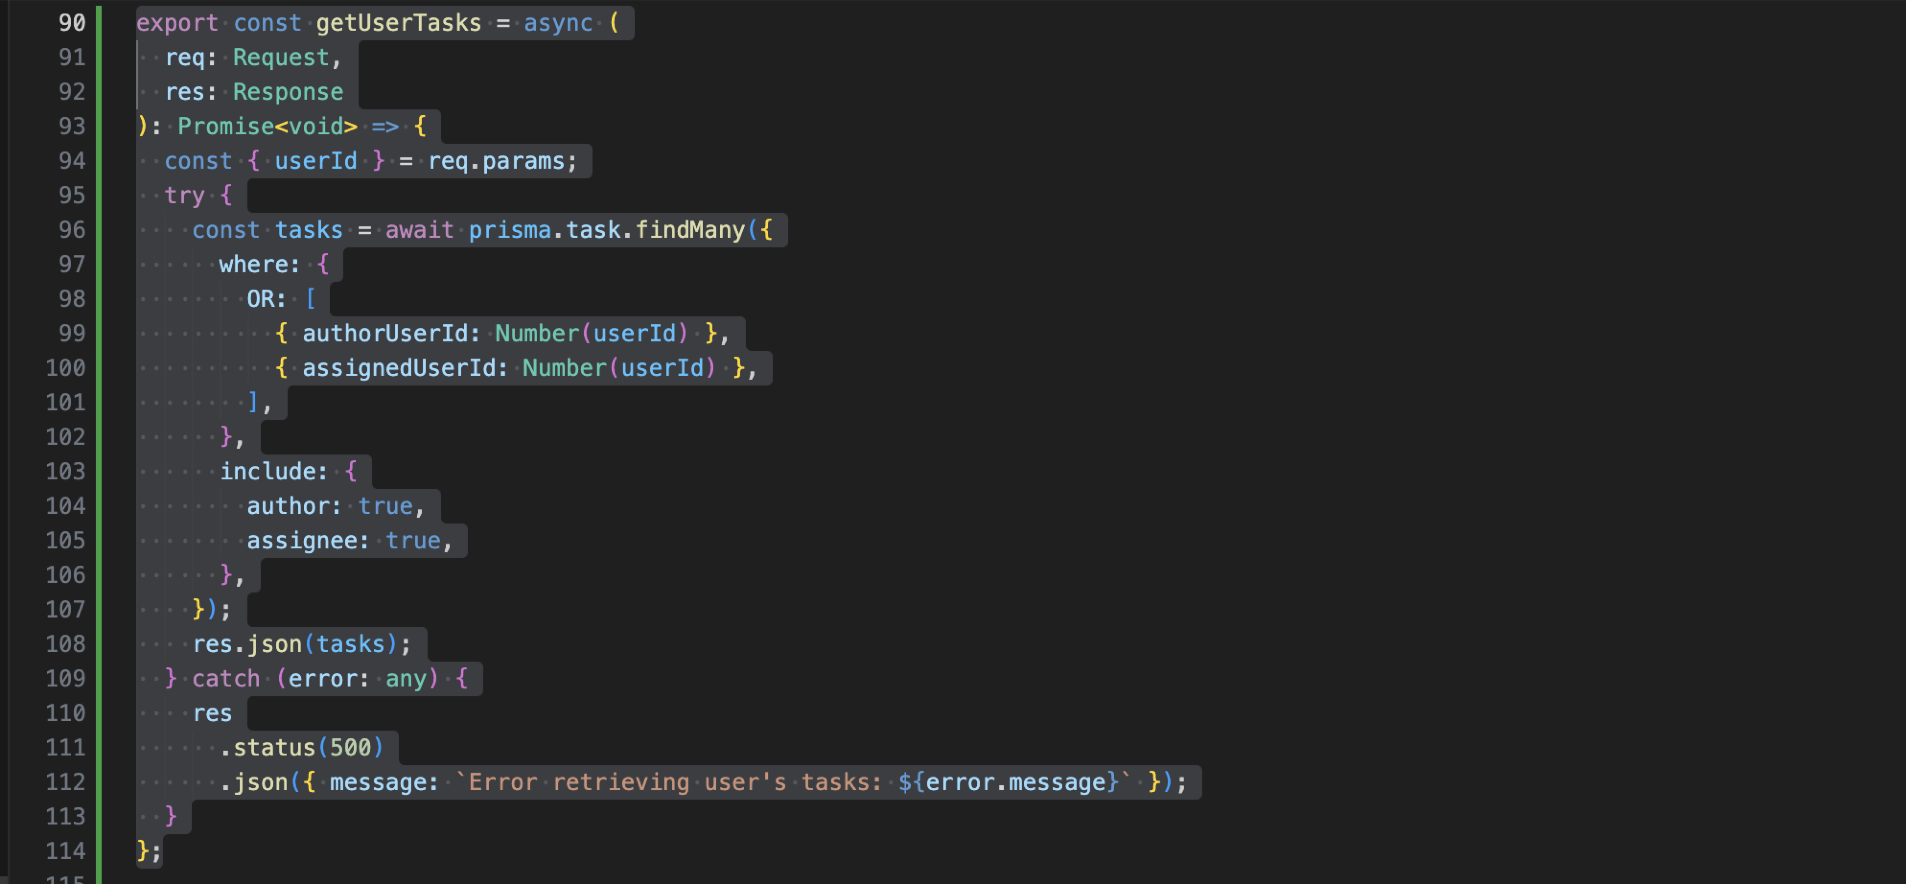 90 export const getUserTasks = async (
91   req: Request,
92   res: Response
93 ): Promise<void> => {
94   const { userId } = req.params;
95   try {
96     const tasks = await prisma.task.findMany({
97       where: {
98         OR: [
99           { authorUserId: Number(userId) },
100           { assignedUserId: Number(userId) },
101         ],
102       },
103       include: {
104         author: true,
105         assignee: true,
106       },
107     });
108     res.json(tasks);
109   } catch (error: any) {
110     res
111       .status(500)
112       .json({ message: `Error retrieving user's tasks: ${error.message}` });
113   }
114 };
115